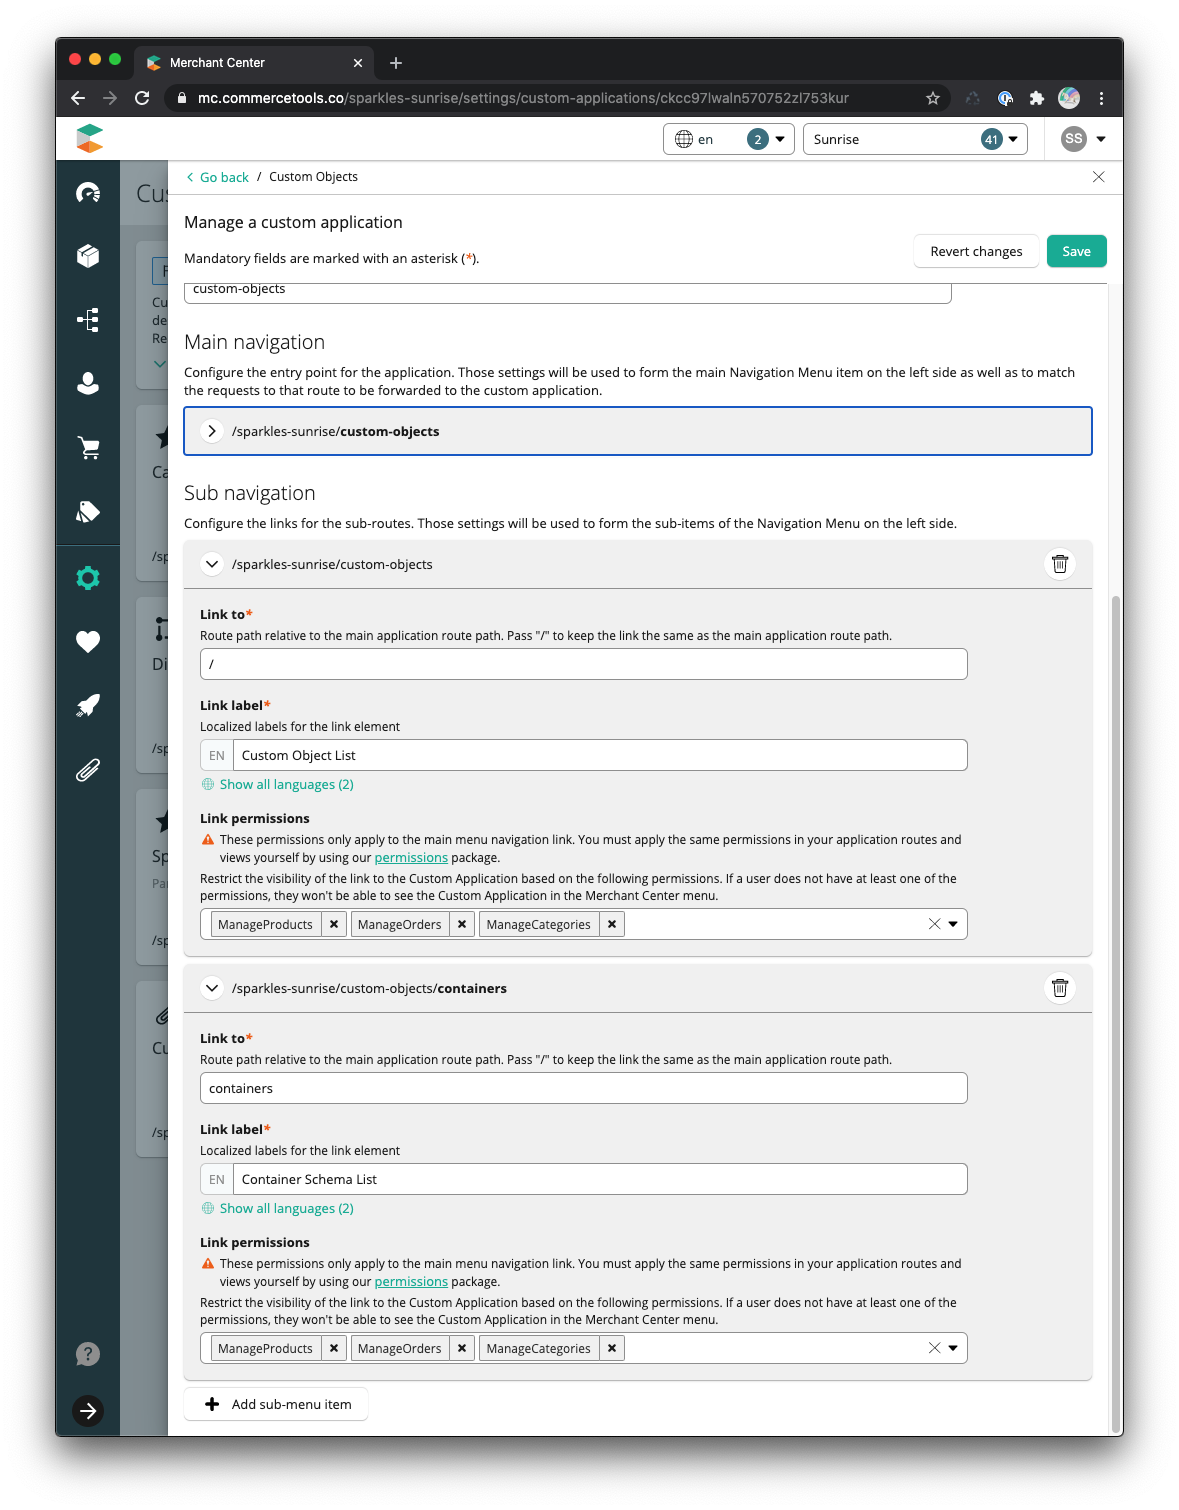 Merchant Center
mc.commercetools.co/sparkles-sunrise/settings/custom-applications/ckcc97lwaln570752zl753kur
en
2
Sunrise
41
SS
Go back / Custom Objects
Manage a custom application
Mandatory fields are marked with an asterisk (*).
Revert changes
Save
custom-objects
Main navigation
Configure the entry point for the application. Those settings will be used to form the main Navigation Menu item on the left side as well as to match
the requests to that route to be forwarded to the custom application.
/sparkles-sunrise/custom-objects
Sub navigation
Configure the links for the sub-routes. Those settings will be used to form the sub-items of the Navigation Menu on the left side.
/sparkles-sunrise/custom-objects
Link to*
Route path relative to the main application route path. Pass "/" to keep the link the same as the main application route path.
/
Link label*
Localized labels for the link element
EN Custom Object List
Show all languages (2)
Link permissions
These permissions only apply to the main menu navigation link. You must apply the same permissions in your application routes and
views yourself by using our permissions package.
Restrict the visibility of the link to the Custom Application based on the following permissions. If a user does not have at least one of the
permissions, they won't be able to see the Custom Application in the Merchant Center menu.
ManageProducts ManageOrders ManageCategories
/sparkles-sunrise/custom-objects/containers
Link to*
Route path relative to the main application route path. Pass "/" to keep the link the same as the main application route path.
containers
Link label*
Localized labels for the link element
EN Container Schema List
Show all languages (2)
Link permissions
These permissions only apply to the main menu navigation link. You must apply the same permissions in your application routes and
views yourself by using our permissions package.
Restrict the visibility of the link to the Custom Application based on the following permissions. If a user does not have at least one of the
permissions, they won't be able to see the Custom Application in the Merchant Center menu.
ManageProducts ManageOrders ManageCategories
Add sub-menu item